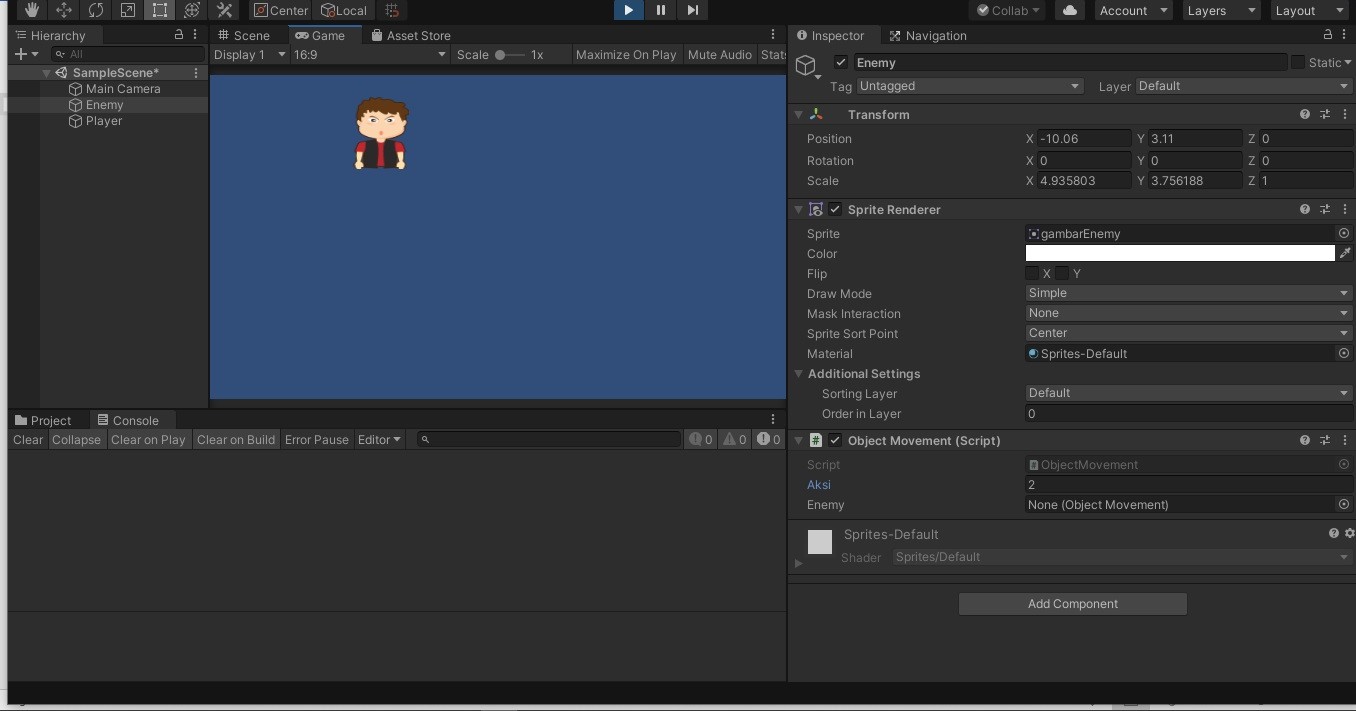 Center Local Collab Account Layers Layout
Hierarchy
All
SampleScene*
Main Camera
Enemy
Player
Scene Game Asset Store
Display 1 16:9 Scale 1x Maximize On Play Mute Audio Stats
Project Console
Clear Collapse Clear on Play Clear on Build Error Pause Editor 0 0 0
Inspector Navigation
Enemy Static
Tag Untagged Layer Default
Transform
Position X -10.06 Y 3.11 Z 0
Rotation X 0 Y 0 Z 0
Scale X 4.935803 Y 3.756188 Z 1
Sprite Renderer
Sprite gambarEnemy
Color
Flip X Y
Draw Mode Simple
Mask Interaction None
Sprite Sort Point Center
Material Sprites-Default
Additional Settings
Sorting Layer Default
Order in Layer 0
Object Movement (Script)
Script ObjectMovement
Aksi 2
Enemy None (Object Movement)
Sprites-Default
Shader Sprites/Default
Add Component